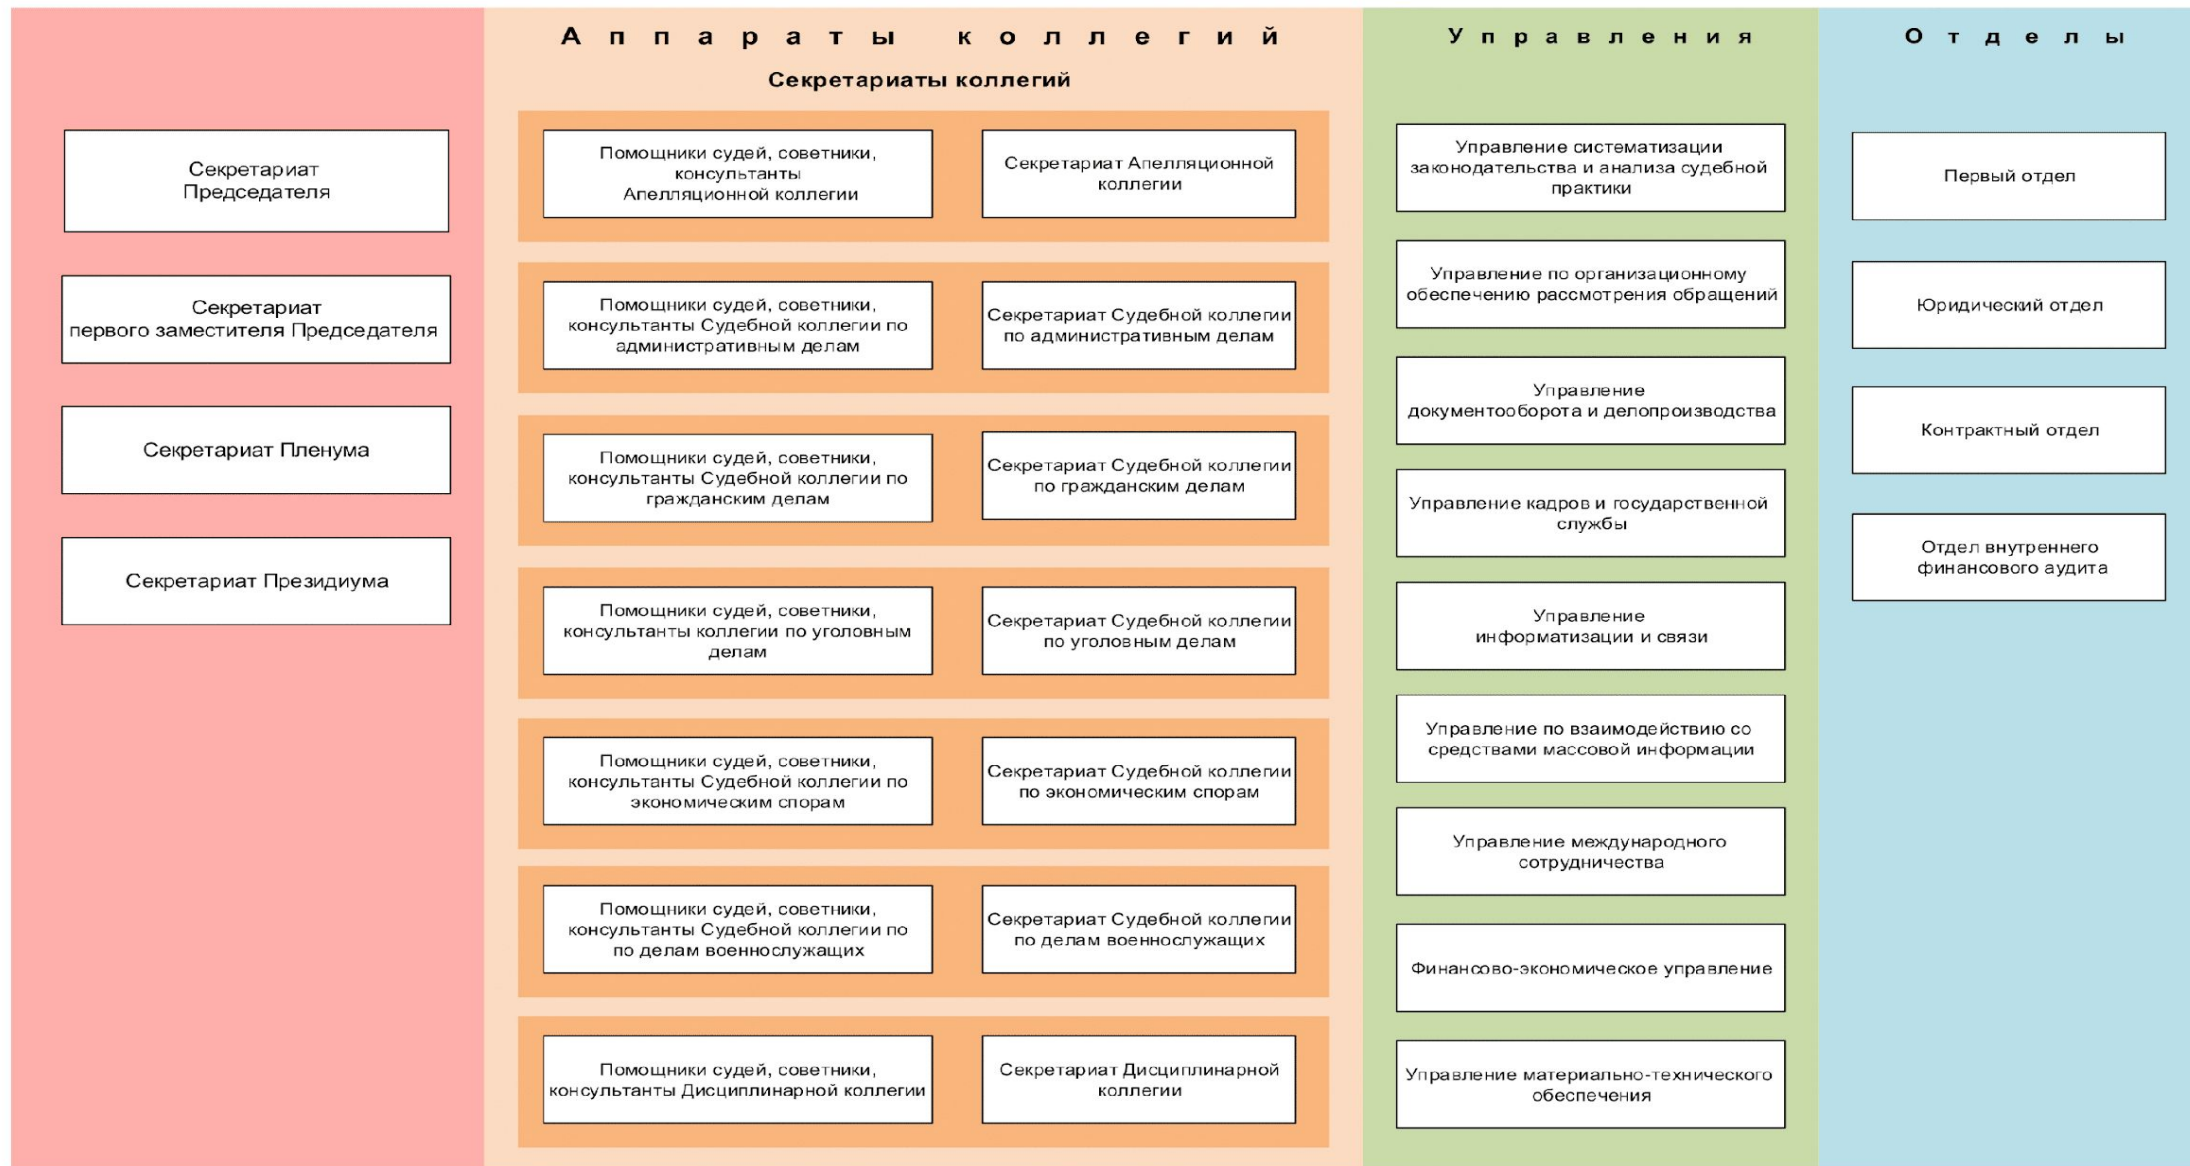 Аппараты коллегий
Секретариаты коллегий
Управления
Отделы
Секретариат
Председателя
Секретариат
первого заместителя Председателя
Секретариат Пленума
Секретариат Президиума
Помощники судей, советники,
консультанты
Апелляционной коллегии
Секретариат Апелляционной
коллегии
Помощники судей, советники,
консультанты Судебной коллегии по
административным делам
Секретариат Судебной коллегии
по административным делам
Помощники судей, советники,
консультанты Судебной коллегии по
гражданским делам
Секретариат Судебной коллегии
по гражданским делам
Помощники судей, советники,
консультанты коллегии по уголовным
делам
Секретариат Судебной коллегии
по уголовным делам
Помощники судей, советники,
консультанты Судебной коллегии по
экономическим спорам
Секретариат Судебной коллегии
по экономическим спорам
Помощники судей, советники,
консультанты Судебной коллегии по
по делам военнослужащих
Секретариат Судебной коллегии
по делам военнослужащих
Помощники судей, советники,
консультанты Дисциплинарной коллегии
Секретариат Дисциплинарной
коллегии
Управление систематизации
законодательства и анализа судебной
практики
Управление по организационному
обеспечению рассмотрения обращений
Управление
документооборота и делопроизводства
Управление кадров и государственной
службы
Управление
информатизации и связи
Управление по взаимодействию со
средствами массовой информации
Управление международного
сотрудничества
Финансово-экономическое управление
Управление материально-технического
обеспечения
Первый отдел
Юридический отдел
Контрактный отдел
Отдел внутреннего
финансового аудита